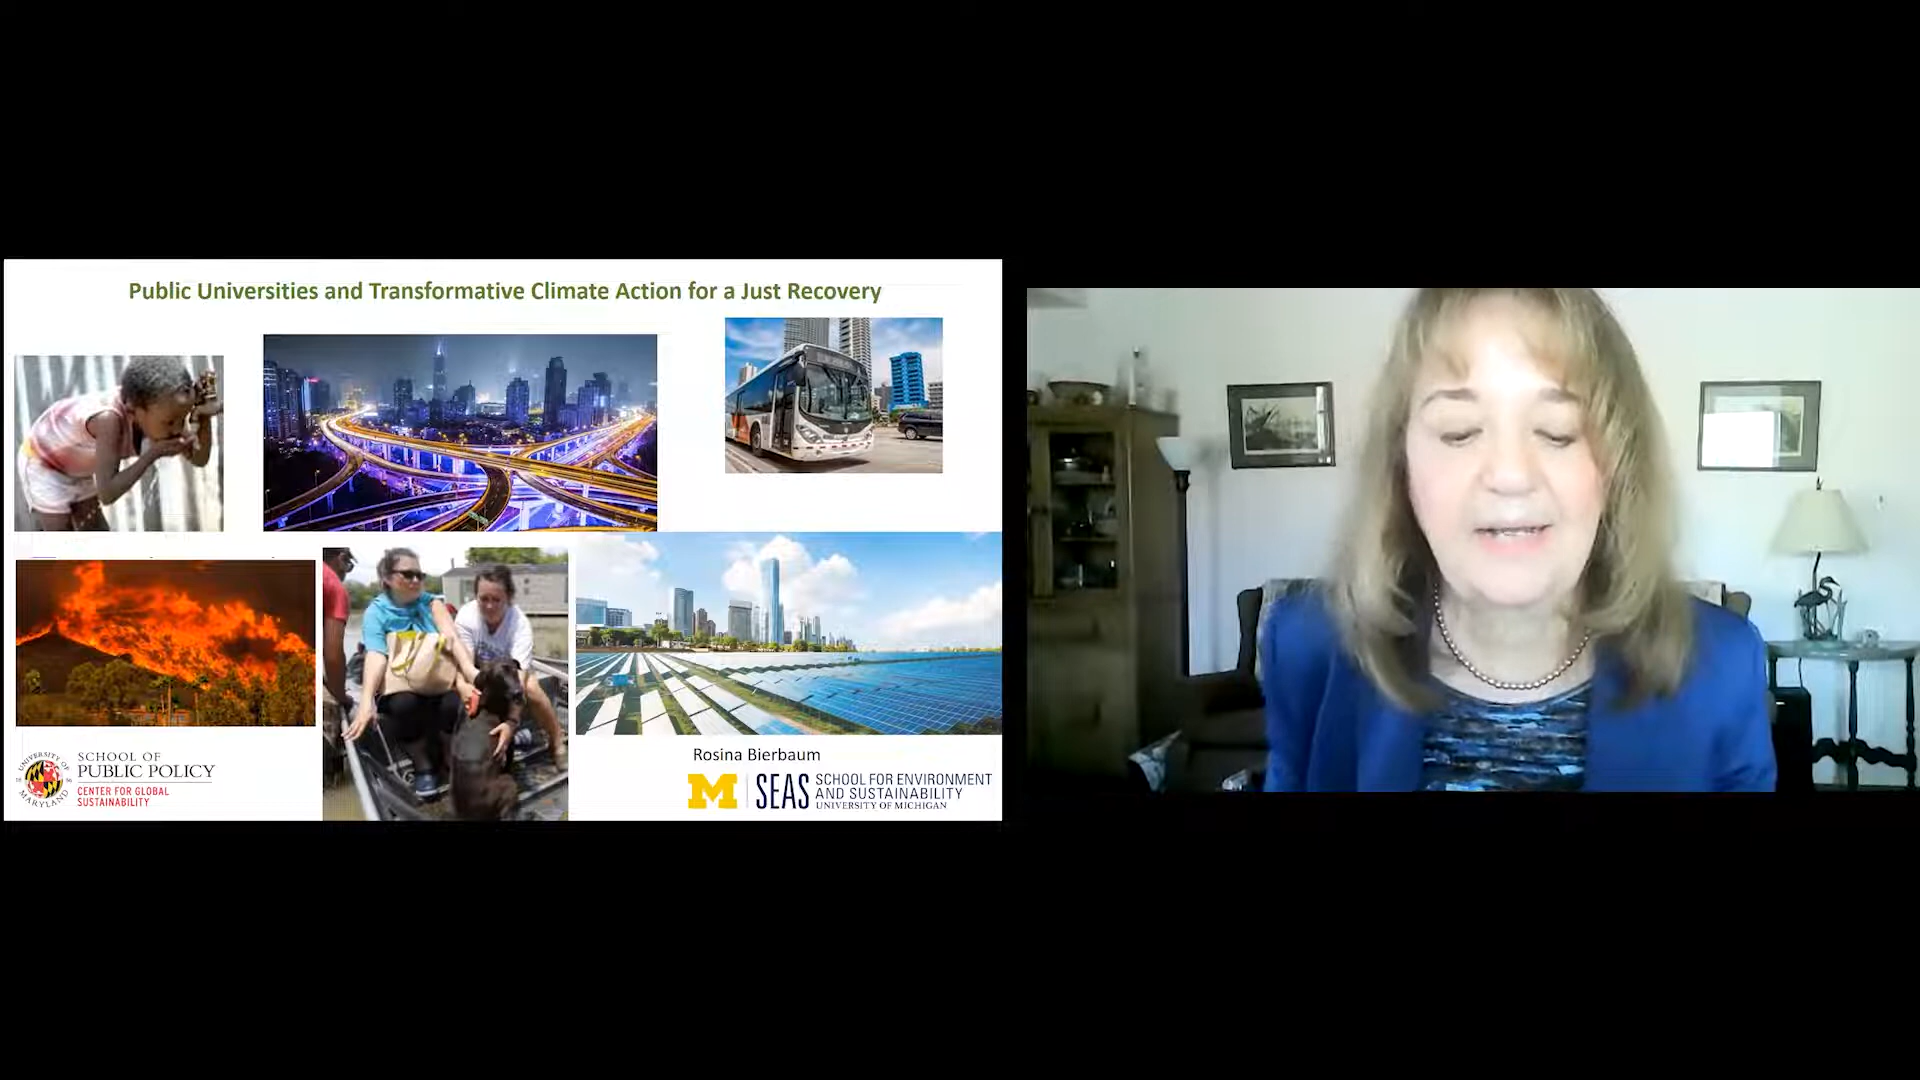 Public Universities and Transformative Climate Action for a Just Recovery
UNIVERSITY OF
MARYLAND
SCHOOL OF
PUBLIC POLICY
CENTER FOR GLOBAL
SUSTAINABILITY
Rosina Bierbaum
M
SEAS
SCHOOL FOR ENVIRONMENT
AND SUSTAINABILITY
UNIVERSITY OF MICHIGAN